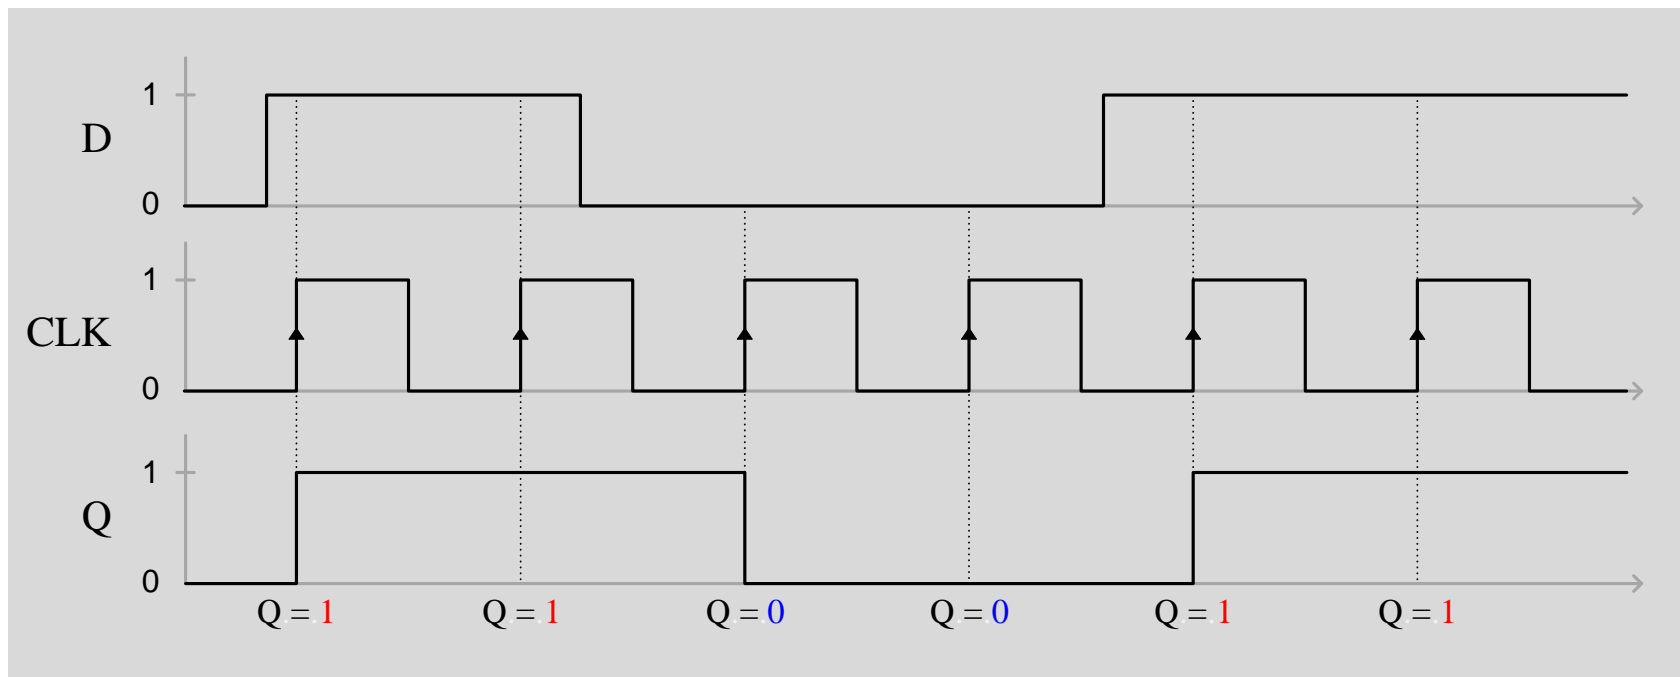 1
D
0
1
CLK
0
1
Q
0
Q = 1 Q = 1 Q = 0 Q = 0 Q = 1 Q = 1